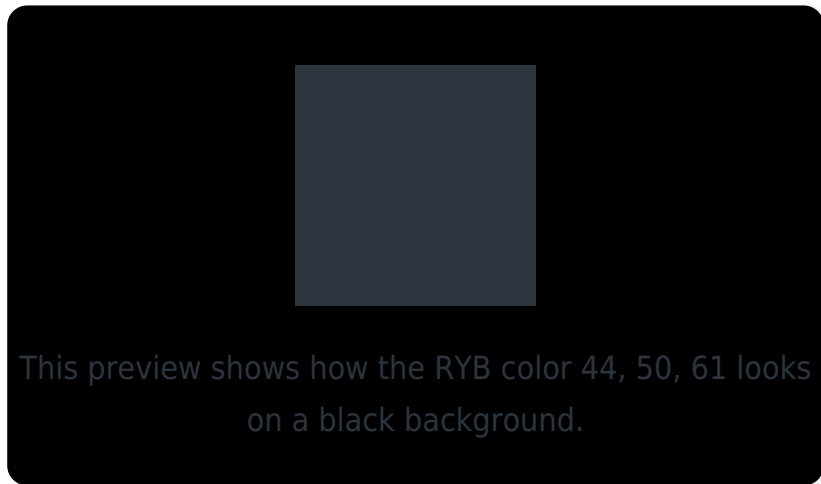 This preview shows how the RYB color 44, 50, 61 looks
on a black background.